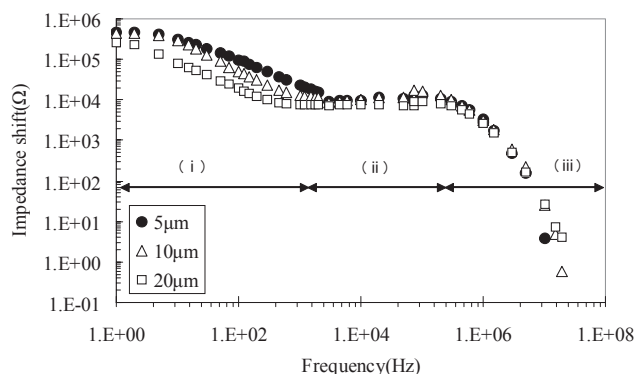 Impedance shift(Ω)
1.E+06
1.E+05
1.E+04
1.E+03
1.E+02
1.E+01
1.E+00
1.E-01
(ⅰ)
(ⅱ)
(ⅲ)
5μm
10μm
20μm
1.E+00
1.E+02
1.E+04
1.E+06
1.E+08
Frequency(Hz)